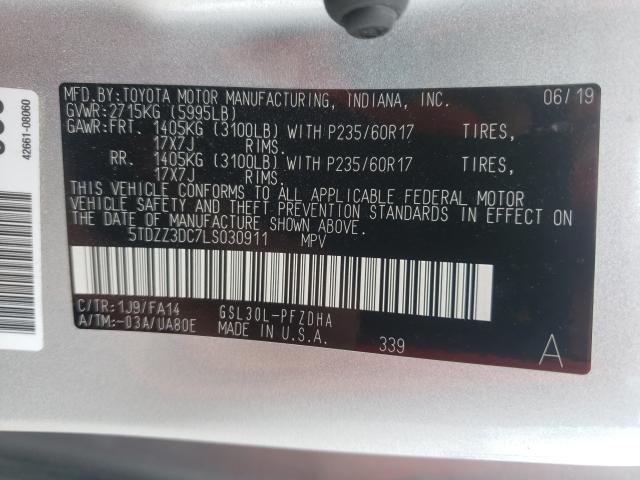 MFD.BY:TOYOTA MOTOR MANUFACTURING, INDIANA, INC. 06/19
GVWR:2715KG (5995LB)
GAWR:FRT. 1405KG (3100LB) WITH P235/60R17 TIRES,
17X7J RIMS.
RR. 1405KG (3100LB) WITH P235/60R17 TIRES,
17X7J RIMS.
THIS VEHICLE CONFORMS TO ALL APPLICABLE FEDERAL MOTOR
VEHICLE SAFETY AND THEFT PREVENTION STANDARDS IN EFFECT ON
THE DATE OF MANUFACTURE SHOWN ABOVE.
5TDZZ3DC7LS030911 MPV
C/TR:1J9/FA14 GSL30L-PFZDHA
A/TM:-03A/UA80E MADE IN U.S.A. 339 A
42661-08060